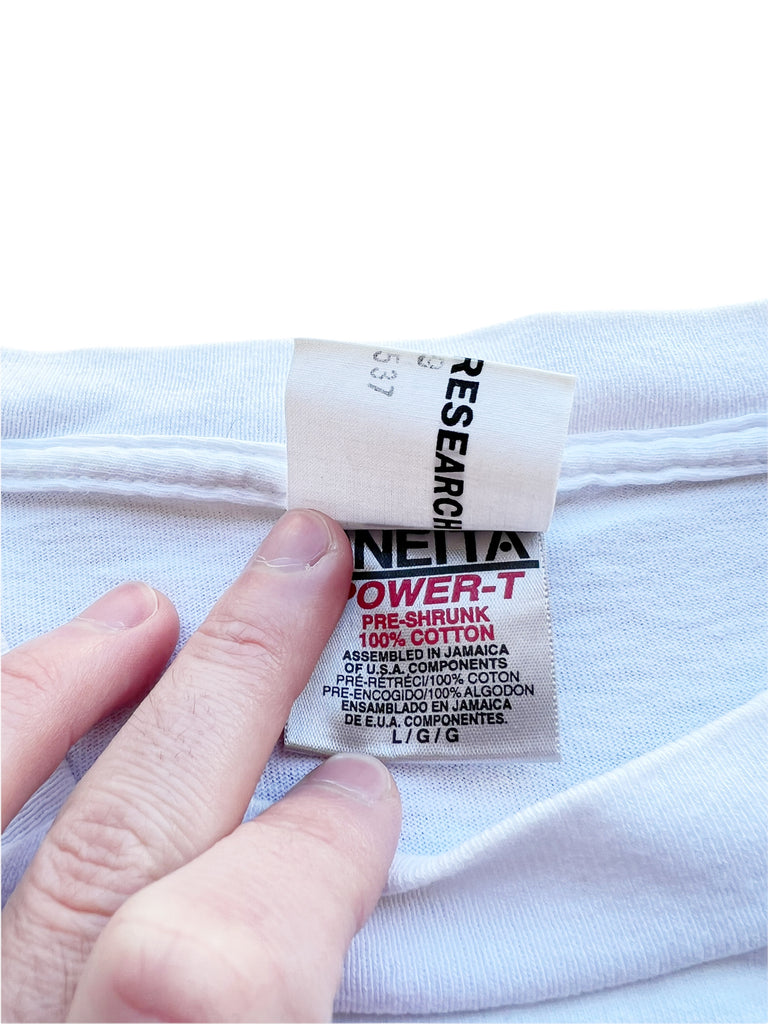 RESEARCH
537
NEITA
POWER-T
PRE-SHRUNK
100% COTTON
ASSEMBLED IN JAMAICA
OF U.S.A. COMPONENTS
PRÉ-RÉTRÉCI/100% COTON
PRE-ENCOGIDO/100% ALGODON
ENSAMBLADO EN JAMAICA
DE E.U.A. COMPONENTES.
L/G/G